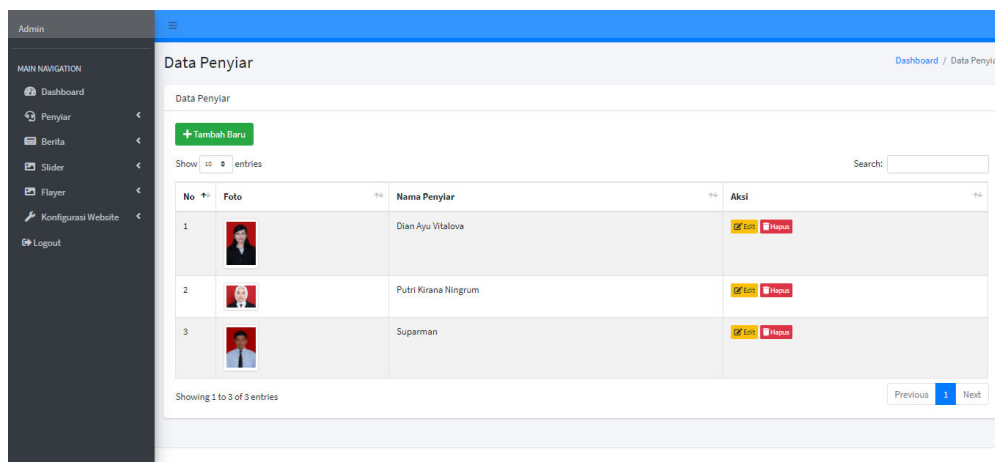 Admin
MAIN NAVIGATION
Dashboard
Penyiar
Berita
Slider
Flayer
Konfigurasi Website
Logout
Data Penyiar
Dashboard / Data Penyia
Data Penyiar
Tambah Baru
Show 10 entries
Search:
No Foto Nama Penyiar Aksi
1 Dian Ayu Vitalova Edit Hapus
2 Putri Kirana Ningrum Edit Hapus
3 Suparman Edit Hapus
Showing 1 to 3 of 3 entries
Previous 1 Next